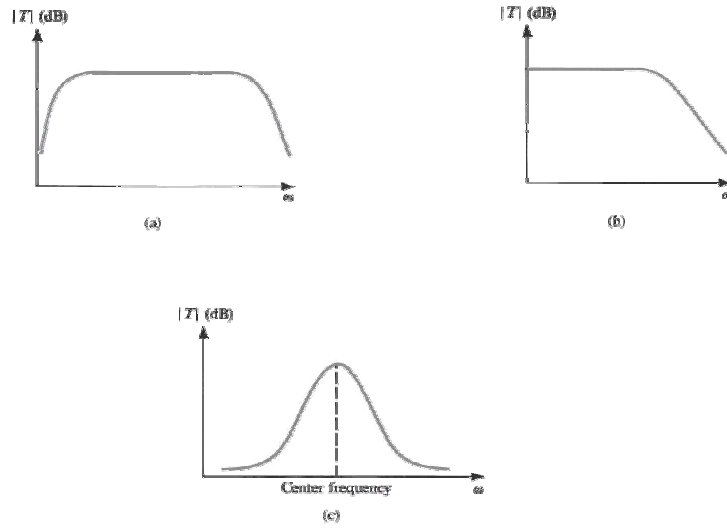 |T| (dB)
ω
(a)
|T| (dB)
(b)
|T| (dB)
Center frequency
ω
(c)